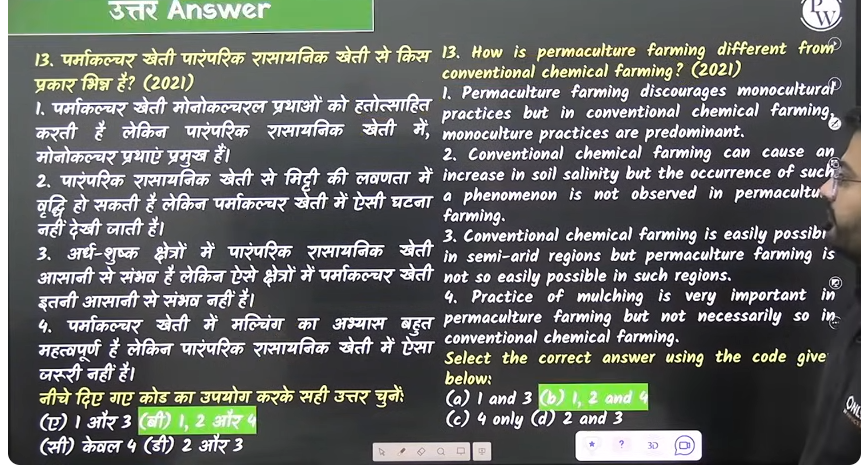 उत्तर Answer
PW
13. पर्माकल्चर खेती पारंपरिक रासायनिक खेती से किस
प्रकार भिन्न है? (2021)
1. पर्माकल्चर खेती मोनोकल्चरल प्रथाओं को हतोत्साहित
करती है लेकिन पारंपरिक रासायनिक खेती में,
मोनोकल्चर प्रथाएं प्रमुख हैं।
2. पारंपरिक रासायनिक खेती से मिट्टी की लवणता में
वृद्धि हो सकती है लेकिन पर्माकल्चर खेती में ऐसी घटना
नहीं देखी जाती है।
3. अर्ध-शुष्क क्षेत्रों में पारंपरिक रासायनिक खेती
आसानी से संभव है लेकिन ऐसे क्षेत्रों में पर्माकल्चर खेती
इतनी आसानी से संभव नहीं है।
4. पर्माकल्चर खेती में मल्चिंग का अभ्यास बहुत
महत्वपूर्ण है लेकिन पारंपरिक रासायनिक खेती में ऐसा
जरूरी नहीं है।
नीचे दिए गए कोड का उपयोग करके सही उत्तर चुनें:
(ए) 1 और 3 (बी) 1, 2 और 4
(सी) केवल 4 (डी) 2 और 3
13. How is permaculture farming different from
conventional chemical farming? (2021)
1. Permaculture farming discourages monocultural
practices but in conventional chemical farming,
monoculture practices are predominant.
2. Conventional chemical farming can cause an
increase in soil salinity but the occurrence of such
a phenomenon is not observed in permacultu
farming.
3. Conventional chemical farming is easily possib
in semi-arid regions but permaculture farming is
not so easily possible in such regions.
4. Practice of mulching is very important in
permaculture farming but not necessarily so in
conventional chemical farming.
Select the correct answer using the code give
below:
(a) 1 and 3 (b) 1, 2 and 4
(c) 4 only (d) 2 and 3
3D